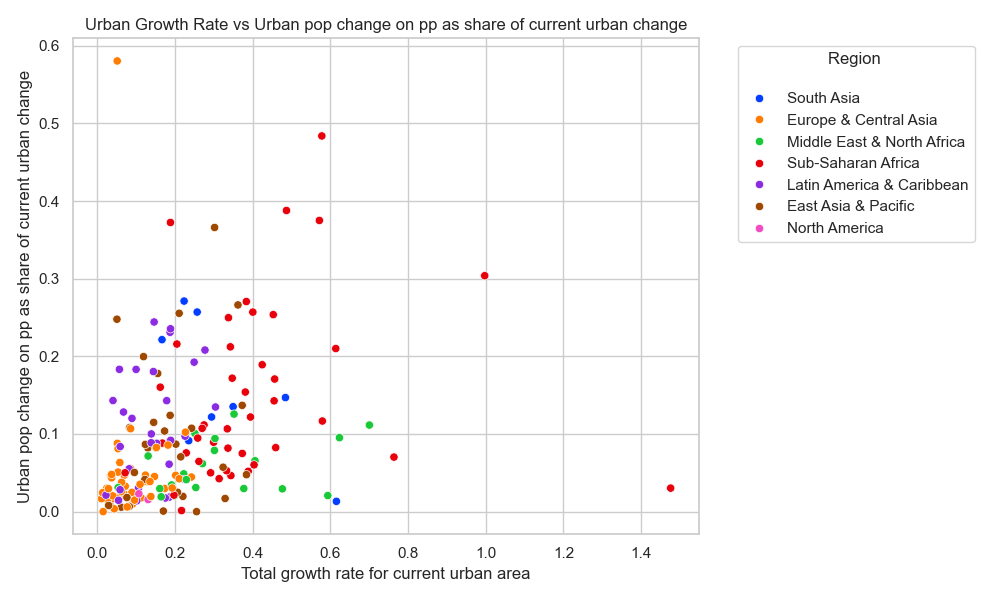 Urban Growth Rate vs Urban pop change on pp as share of current urban change
Urban pop change on pp as share of current urban change
0.6
0.5
0.4
0.3
0.2
0.1
0.0
0.0 0.2 0.4 0.6 0.8 1.0 1.2 1.4
Total growth rate for current urban area
Region
South Asia
Europe & Central Asia
Middle East & North Africa
Sub-Saharan Africa
Latin America & Caribbean
East Asia & Pacific
North America